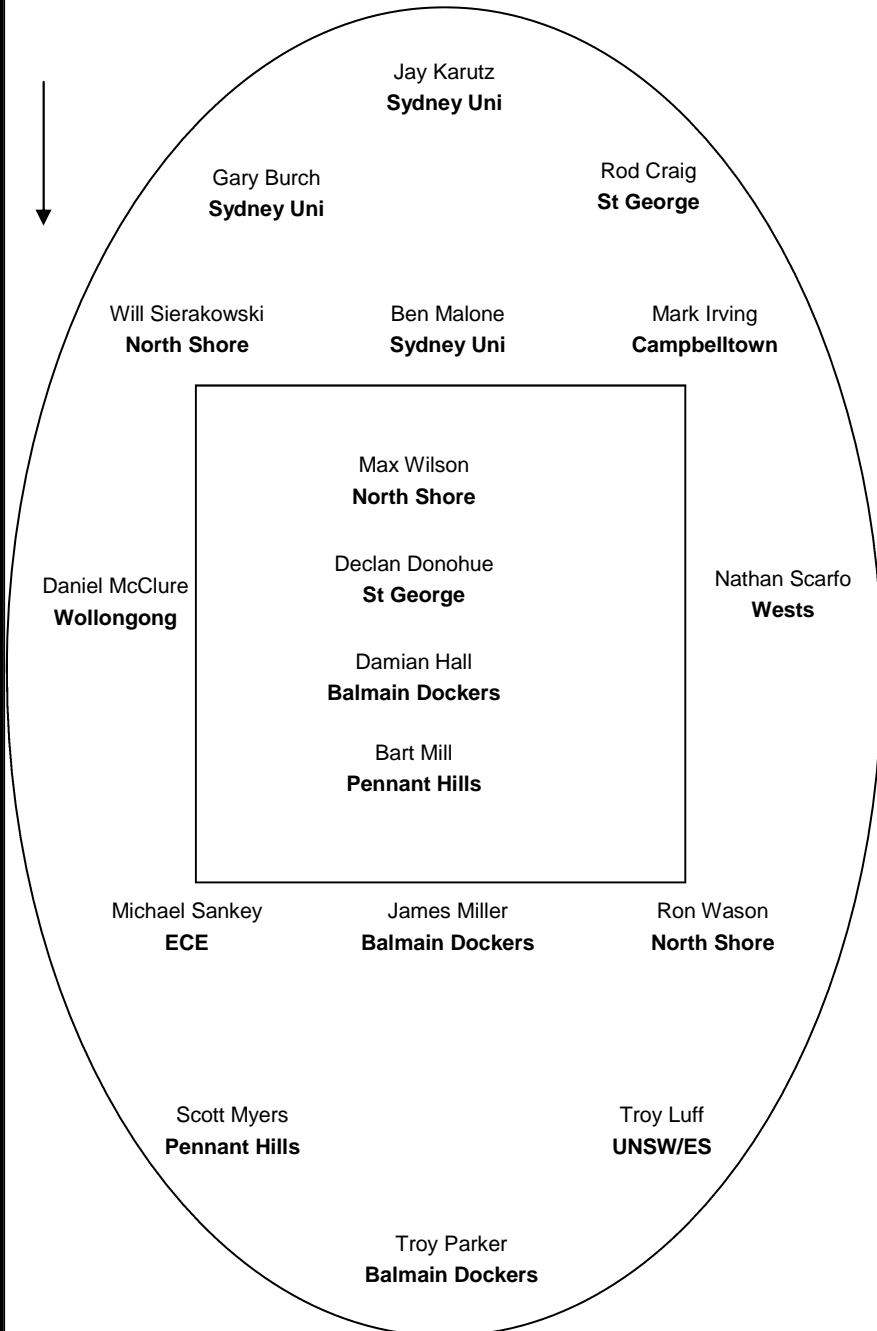 Jay Karutz
Sydney Uni
Gary Burch
Sydney Uni
Rod Craig
St George
Will Sierakowski
North Shore
Ben Malone
Sydney Uni
Mark Irving
Campbelltown
Max Wilson
North Shore
Daniel McClure
Wollongong
Declan Donohue
St George
Nathan Scarfo
Wests
Damian Hall
Balmain Dockers
Bart Mill
Pennant Hills
Michael Sankey
ECE
James Miller
Balmain Dockers
Ron Wason
North Shore
Scott Myers
Pennant Hills
Troy Luff
UNSW/ES
Troy Parker
Balmain Dockers